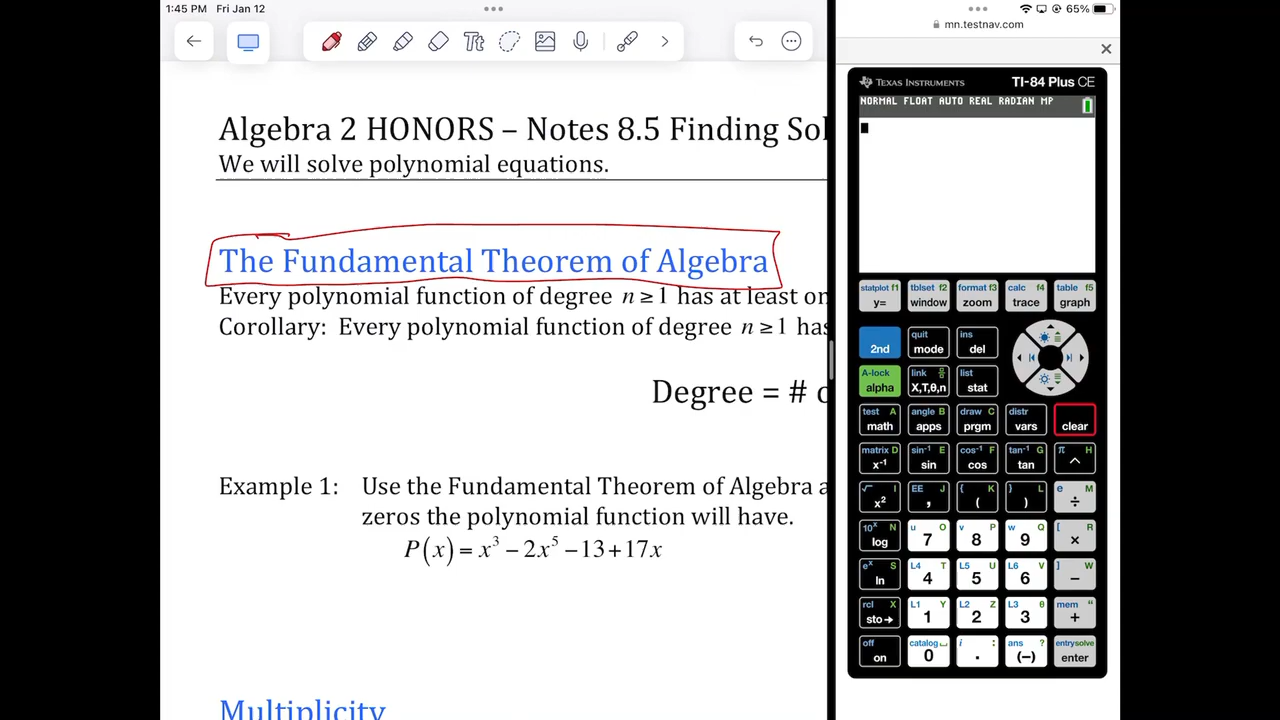 1:45 PM Fri Jan 12
65%
mn.testnav.com
Tt
Algebra 2 HONORS – Notes 8.5 Finding Sol
We will solve polynomial equations.
The Fundamental Theorem of Algebra
Every polynomial function of degree n ≥ 1 has at least on
Corollary: Every polynomial function of degree n ≥ 1 has
Degree = # o
Example 1: Use the Fundamental Theorem of Algebra a
zeros the polynomial function will have.
P(x) = x³ − 2x⁵ − 13 + 17x
Multiplicity
TEXAS INSTRUMENTS TI-84 Plus CE
NORMAL FLOAT AUTO REAL RADIAN MP
statplot f1 tblset f2 format f3 calc f4 table f5
y= window zoom trace graph
quit ins
2nd mode del
A-lock link list
alpha X,T,θ,n stat
test A angle B draw C distr
math apps prgm vars clear
matrix D sin⁻¹ E cos⁻¹ F tan⁻¹ G π H
x⁻¹ sin cos tan ^
√ I EE J { K } L e M
x² , ( ) ÷
10ˣ N u O v P w Q [ R
log 7 8 9 ×
eˣ S L4 T L5 U L6 V ] W
ln 4 5 6 −
rcl X L1 Y L2 Z L3 θ mem "
sto→ 1 2 3 +
off catalog i : ans ? entry solve
on 0 . (−) enter